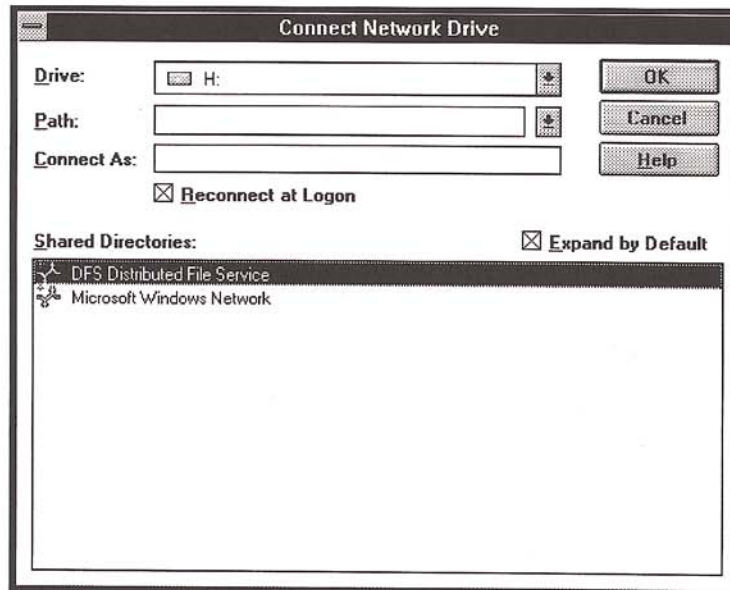 Connect Network Drive
Drive:
H:
OK
Path:
Cancel
Connect As:
Help
Reconnect at Logon
Shared Directories:
Expand by Default
DFS Distributed File Service
Microsoft Windows Network